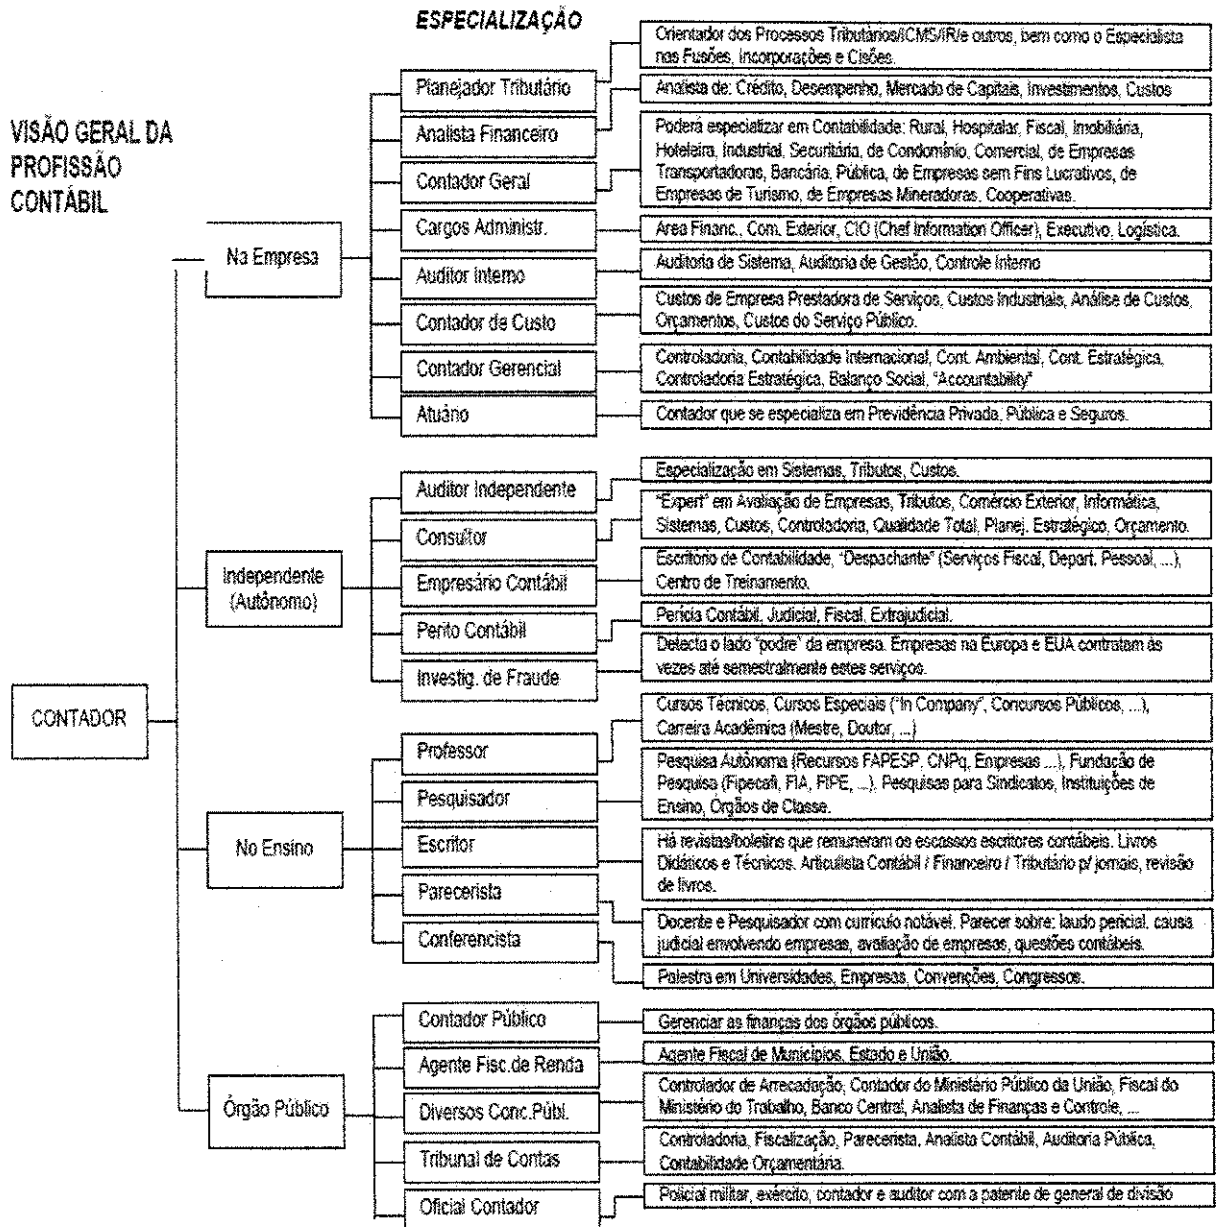 ESPECIALIZAÇÃO
VISÃO GERAL DA
PROFISSÃO
CONTÁBIL
CONTADOR
Na Empresa
Planejador Tributário
Orientador dos Processos Tributários/ICMS/IR/e outros, bem como o Especialista
nas Fusões, Incorporações e Cisões.
Analista Financeiro
Analista de: Crédito, Desempenho, Mercado de Capitais, Investimentos, Custos
Contador Geral
Poderá especializar em Contabilidade: Rural, Hospitalar, Fiscal, Imobiliária,
Hoteleira, Industrial, Securitária, de Condomínio, Comercial, de Empresas
Transportadoras, Bancária, Pública, de Empresas sem Fins Lucrativos, de
Empresas de Turismo, de Empresas Mineradoras, Cooperativas.
Cargos Administr.
Área Financ., Com. Exterior, CIO (Chef Information Officer), Executivo, Logística.
Auditor Interno
Auditoria de Sistema, Auditoria de Gestão, Controle Interno
Contador de Custo
Custos de Empresa Prestadora de Serviços, Custos Industriais, Análise de Custos,
Orçamentos, Custos do Serviço Público.
Contador Gerencial
Controladoria, Contabilidade Internacional, Cont. Ambiental, Cont. Estratégica,
Controladoria Estratégica, Balanço Social, "Accountability"
Atuário
Contador que se especializa em Previdência Privada, Pública e Seguros.
Independente
(Autônomo)
Auditor Independente
Especialização em Sistemas, Tributos, Custos.
Consultor
"Expert" em Avaliação de Empresas, Tributos, Comércio Exterior, Informática,
Sistemas, Custos, Controladoria, Qualidade Total, Planej. Estratégico, Orçamento.
Empresário Contábil
Escritório de Contabilidade, "Despachante" (Serviços Fiscal, Depart. Pessoal, ...),
Centro de Treinamento.
Perito Contábil
Perícia Contábil, Judicial, Fiscal, Extrajudicial.
Investig. de Fraude
Detecta o lado "podre" da empresa. Empresas na Europa e EUA contratam às
vezes até semestralmente estes serviços.
No Ensino
Professor
Cursos Técnicos, Cursos Especiais ("In Company", Concursos Públicos, ...),
Carreira Acadêmica (Mestre, Doutor, ...)
Pesquisador
Pesquisa Autônoma (Recursos FAPESP, CNPq, Empresas ...), Fundação de
Pesquisa (Fipecafi, FIA, FIPE, ...), Pesquisas para Sindicatos, Instituições de
Ensino, Órgãos de Classe.
Escritor
Há revistas/boletins que remuneram os escassos escritores contábeis. Livros
Didáticos e Técnicos. Articulista Contábil / Financeiro / Tributário p/ jornais, revisão
de livros.
Parecerista
Docente e Pesquisador com currículo notável. Parecer sobre: laudo pericial, causa
judicial envolvendo empresas, avaliação de empresas, questões contábeis.
Conferencista
Palestra em Universidades, Empresas, Convenções, Congressos.
Órgão Público
Contador Público
Gerenciar as finanças dos órgãos públicos.
Agente Fisc.de Renda
Agente Fiscal de Municípios, Estado e União.
Diversos Conc.Públ.
Controlador de Arrecadação, Contador do Ministério Público da União, Fiscal do
Ministério do Trabalho, Banco Central, Analista de Finanças e Controle, ...
Tribunal de Contas
Controladoria, Fiscalização, Parecerista, Analista Contábil, Auditoria Pública,
Contabilidade Orçamentária.
Oficial Contador
Policial militar, exército, contador e auditor com a patente de general de divisão